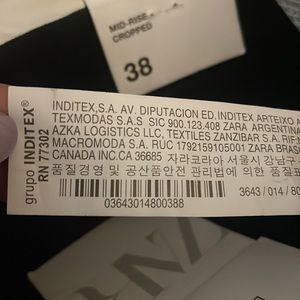 MID-RISE
CROPPED
38
grupo INDITEX®
RN 77302
INDITEX,S.A. AV. DIPUTACION ED. INDITEX ARTEIXO A
TEXMODAS S.A.S SIC 900.123.408 ZARA ARGENTINA
AZKA LOGISTICS LLC, TEXTILES ZANZIBAR S.A. RIF
MACROMODA S.A. RUC 1792159105001 ZARA BRAS
CANADA INC.CA 36685 자라코리아 서울시 강남구
품질경영 및 공산품안전 관리법에 의한 품질표
3643 / 014 / 80
03643014800388